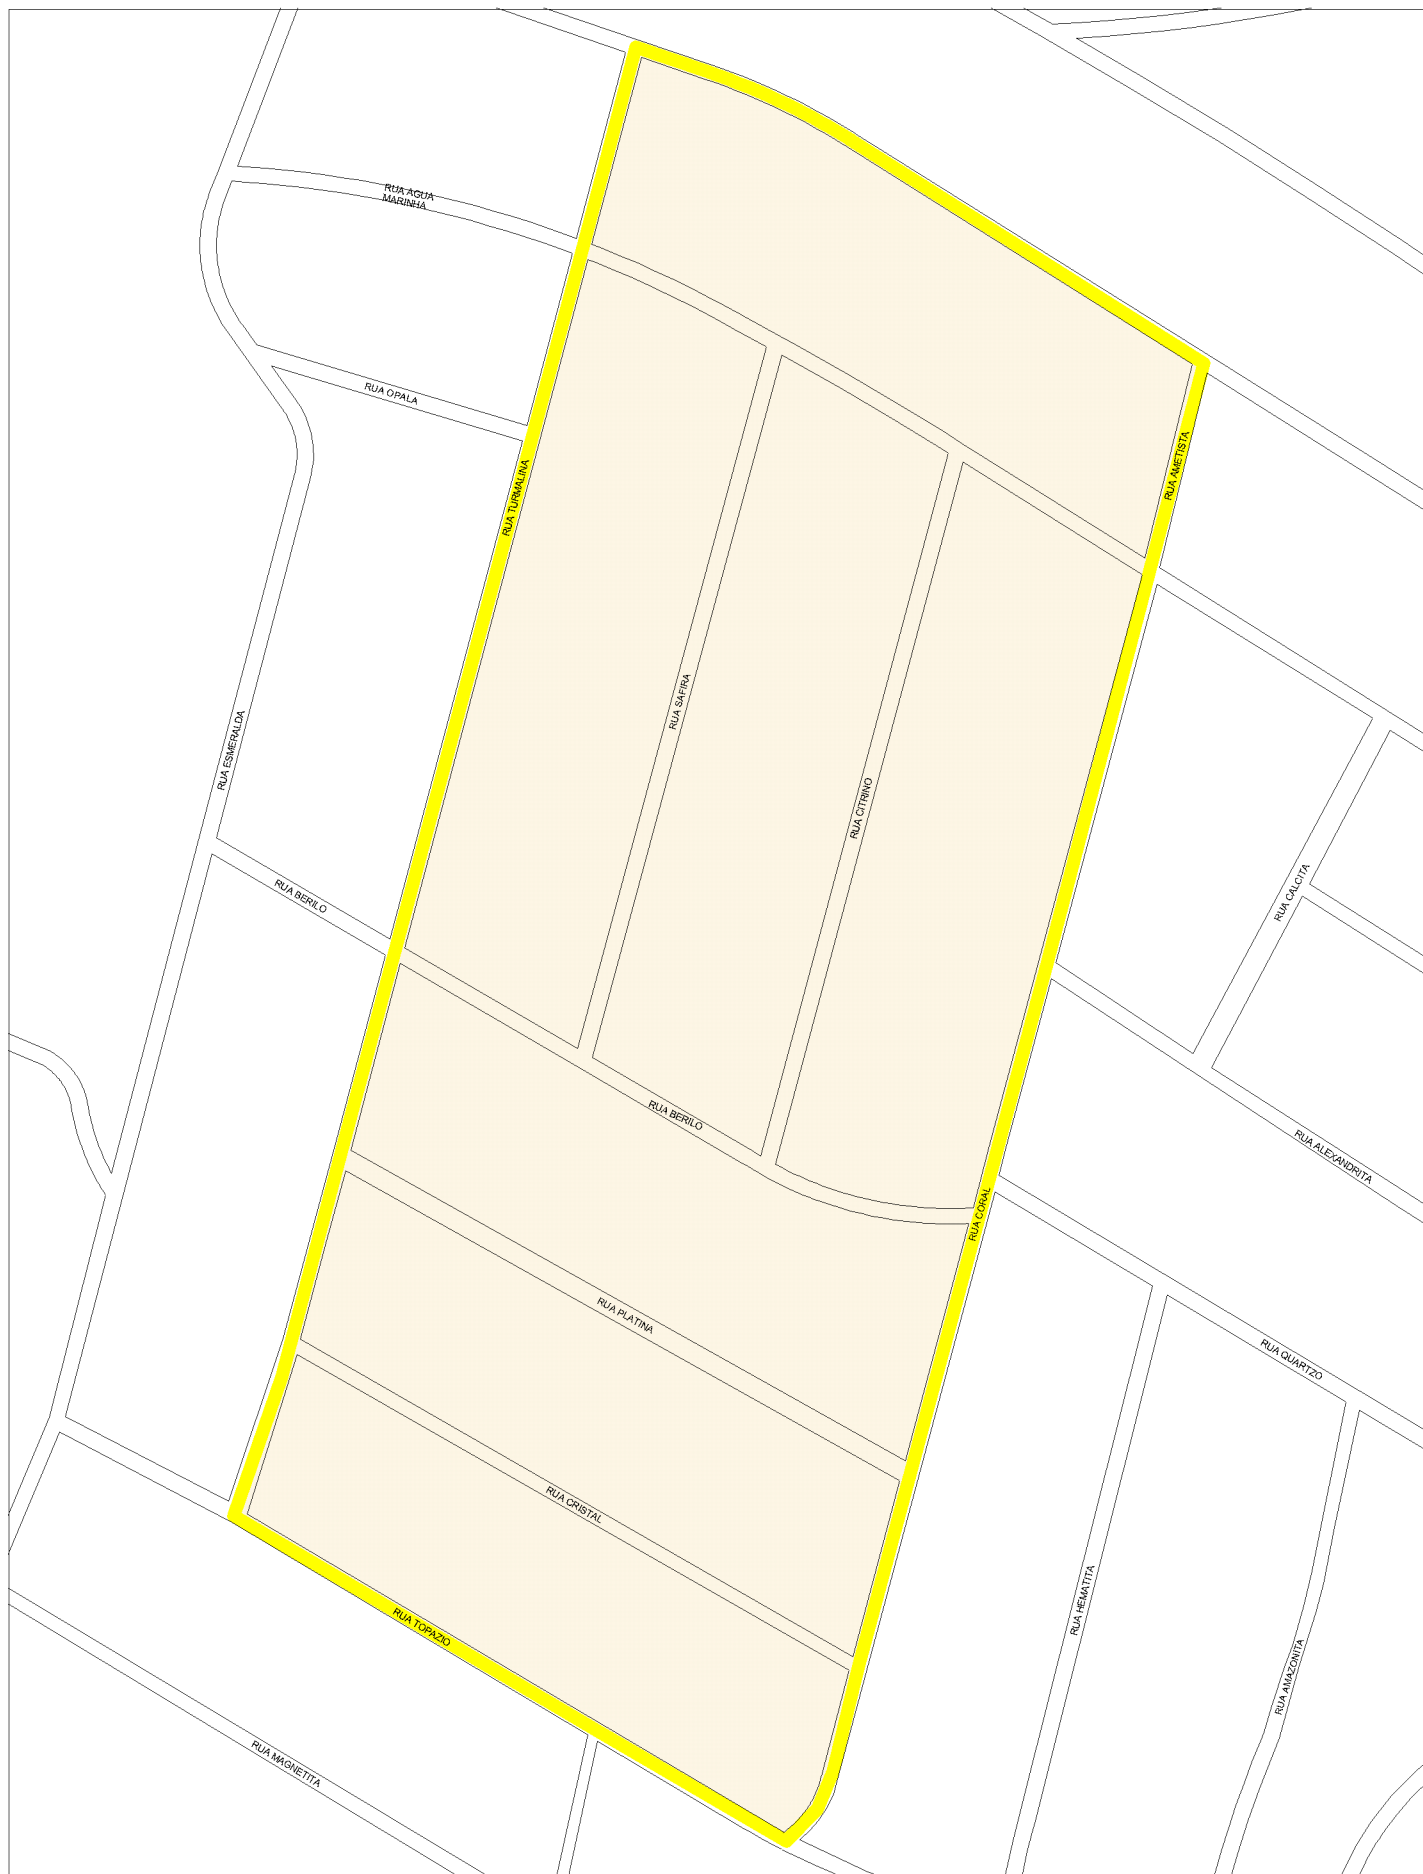 RUA AGUA
MARINHA
RUA OPALA
RUA AMETISTA
RUA TURMALINA
RUA SAFIRA
RUA ESMERALDA
RUA CITRINO
RUA CALCITA
RUA BERILO
RUA BERILO
RUA ALEXANDRITA
RUA CORAL
RUA PLATINA
RUA QUARTZO
RUA CRISTAL
RUA HEMATITA
RUA TOPAZIO
RUA AMAZONITA
RUA MAGNETITA